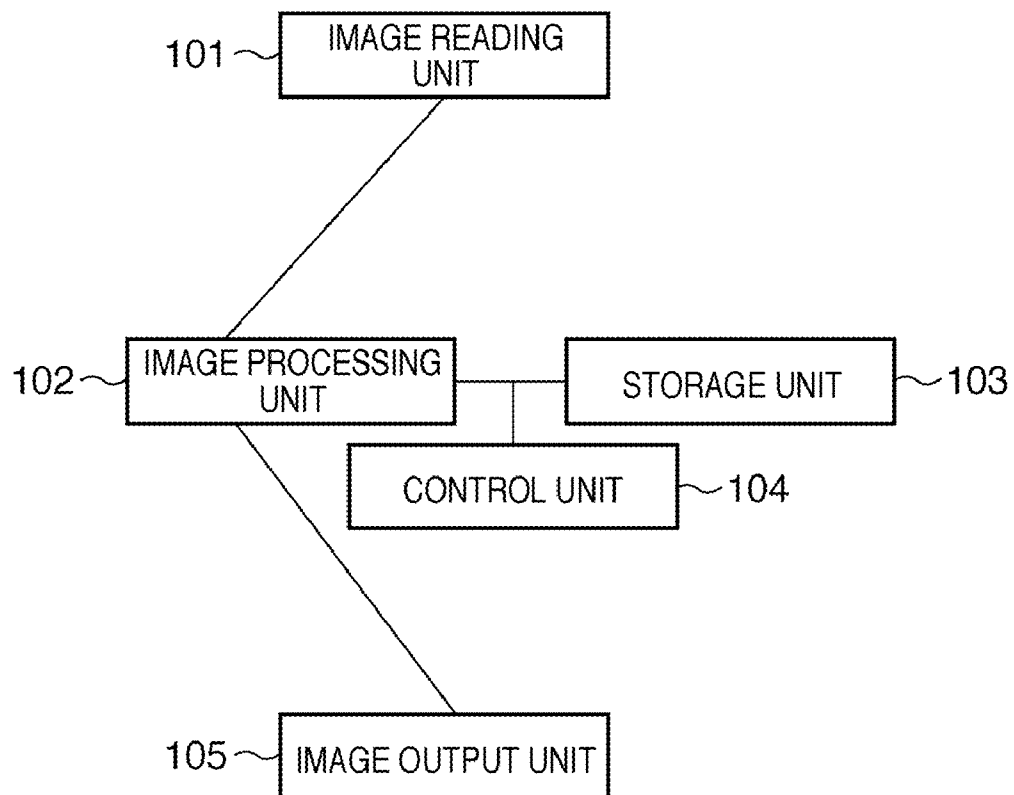 101
IMAGE READING
UNIT
102
IMAGE PROCESSING
UNIT
STORAGE UNIT
103
CONTROL UNIT
104
105
IMAGE OUTPUT UNIT